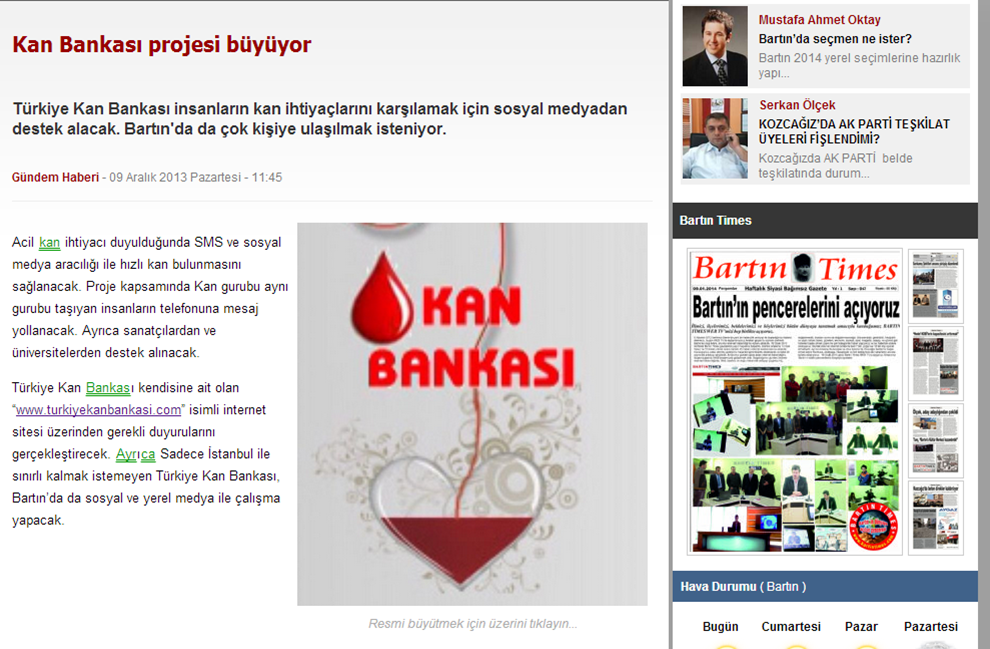 Kan Bankası projesi büyüyor
Türkiye Kan Bankası insanların kan ihtiyaçlarını karşılamak için sosyal medyadan
destek alacak. Bartın'da da çok kişiye ulaşılmak isteniyor.
Gündem Haberi - 09 Aralık 2013 Pazartesi - 11:45
Acil kan ihtiyacı duyulduğunda SMS ve sosyal
medya aracılığı ile hızlı kan bulunmasını
sağlanacak. Proje kapsamında Kan gurubu aynı
gurubu taşıyan insanların telefonuna mesaj
yollanacak. Ayrıca sanatçılardan ve
üniversitelerden destek alınacak.
Türkiye Kan Bankası kendisine ait olan
“www.turkiyekanbankasi.com” isimli internet
sitesi üzerinden gerekli duyurularını
gerçekleştirecek. Ayrıca Sadece İstanbul ile
sınırlı kalmak istemeyen Türkiye Kan Bankası,
Bartın’da da sosyal ve yerel medya ile çalışma
yapacak.
KAN
BANKASI
Resmi büyütmek için üzerini tıklayın...
Mustafa Ahmet Oktay
Bartın’da seçmen ne ister?
Bartın 2014 yerel seçimlerine hazırlık
yapı...
Serkan Ölçek
KOZCAĞIZ'DA AK PARTİ TEŞKİLAT
ÜYELERİ FİŞLENDİMİ?
Kozcağızda AK PARTİ belde
teşkilatında durum...
Bartın Times
Bartın Times
Haftalık Siyasi Bağımsız Gazete
Bartın'ın pencerelerini açıyoruz
Hava Durumu ( Bartın )
Bugün Cumartesi Pazar Pazartesi